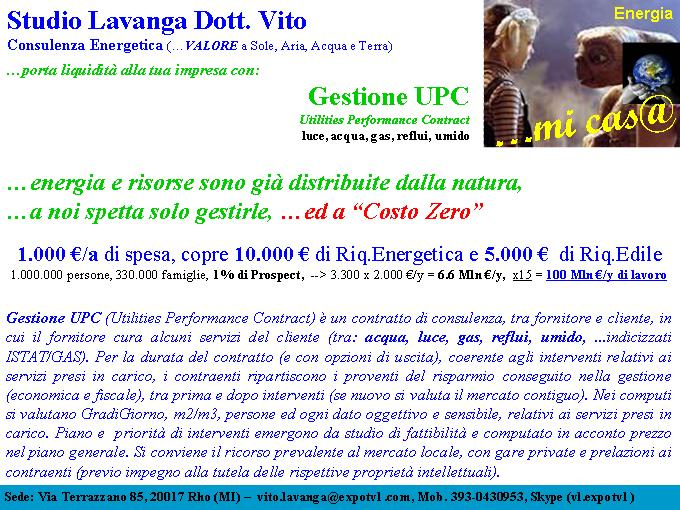 Studio Lavanga Dott. Vito
Energia
Consulenza Energetica (…VALORE a Sole, Aria, Acqua e Terra)
…porta liquidità alla tua impresa con:
Gestione UPC
Utilities Performance Contract
luce, acqua, gas, reflui, umido
…mi cas@
…energia e risorse sono già distribuite dalla natura,
…a noi spetta solo gestirle, …ed a “Costo Zero”
1.000 €/a di spesa, copre 10.000 € di Riq.Energetica e 5.000 € di Riq.Edile
1.000.000 persone, 330.000 famiglie, 1% di Prospect, --> 3.300 x 2.000 €/y = 6.6 Mln €/y, x15 = 100 Mln €/y di lavoro
Gestione UPC (Utilities Performance Contract) è un contratto di consulenza, tra fornitore e cliente, in
cui il fornitore cura alcuni servizi del cliente (tra: acqua, luce, gas, reflui, umido, ...indicizzati
ISTAT/GAS). Per la durata del contratto (e con opzioni di uscita), coerente agli interventi relativi ai
servizi presi in carico, i contraenti ripartiscono i proventi del risparmio conseguito nella gestione
(economica e fiscale), tra prima e dopo interventi (se nuovo si valuta il mercato contiguo). Nei computi
si valutano GradiGiorno, m2/m3, persone ed ogni dato oggettivo e sensibile, relativi ai servizi presi in
carico. Piano e priorità di interventi emergono da studio di fattibilità e computato in acconto prezzo
nel piano generale. Si conviene il ricorso prevalente al mercato locale, con gare private e prelazioni ai
contraenti (previo impegno alla tutela delle rispettive proprietà intellettuali).
Sede: Via Terrazzano 85, 20017 Rho (MI) – vito.lavanga@expotvl.com, Mob. 393-0430953, Skype (vl.expotvl)